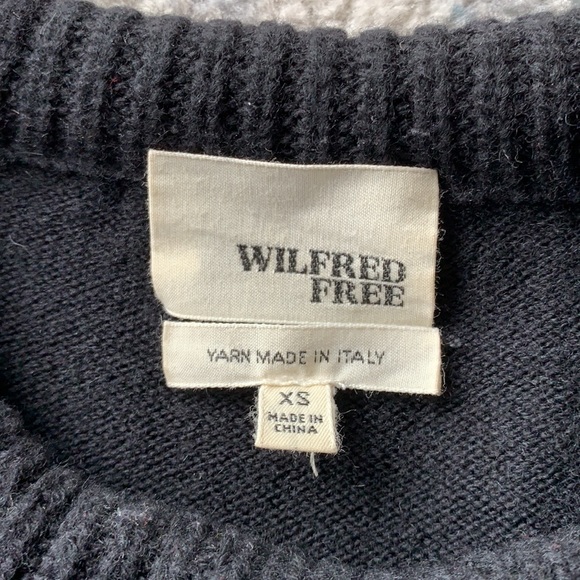 WILFRED
FREE
YARN MADE IN ITALY
XS
MADE IN
CHINA